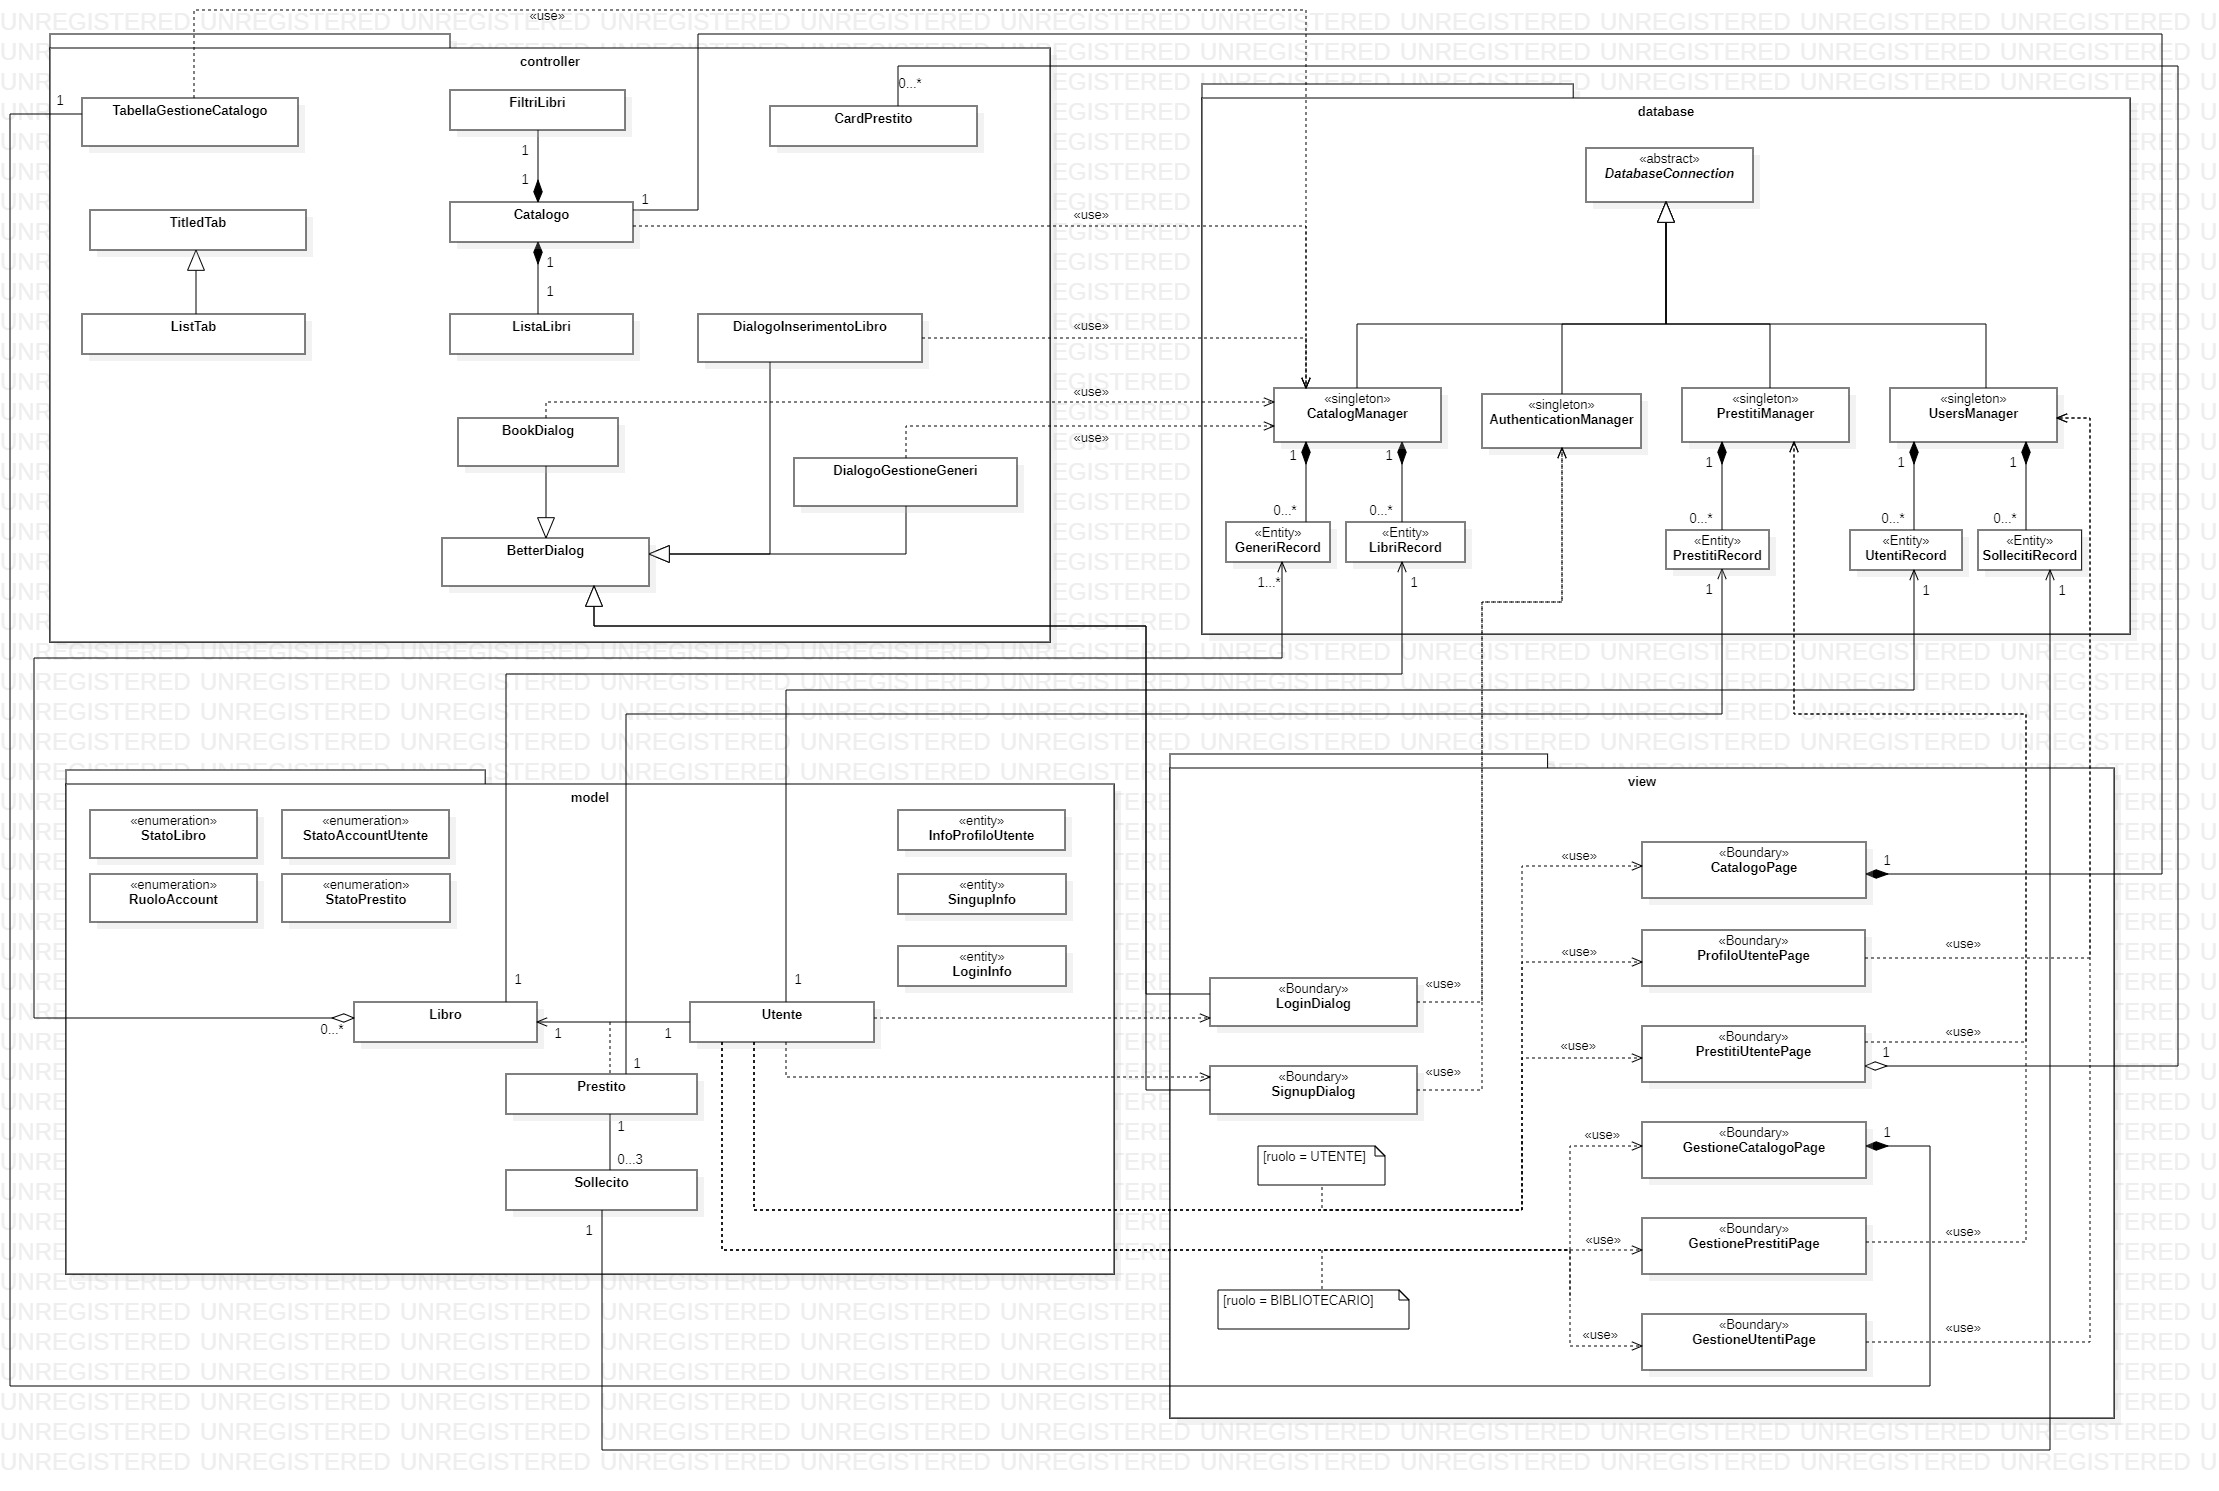 «use»
controller
1
TabellaGestioneCatalogo
FiltriLibri
0...*
CardPrestito
1
1
TitledTab
Catalogo
1
«use»
1
1
ListTab
ListaLibri
DialogoInserimentoLibro
«use»
«use»
BookDialog
«use»
DialogoGestioneGeneri
BetterDialog
database
«abstract»
DatabaseConnection
«singleton»
CatalogManager
«singleton»
AuthenticationManager
«singleton»
PrestitiManager
«singleton»
UsersManager
1
1
1
1
1
0...*
0...*
0...*
0...*
0...*
«Entity»
GeneriRecord
«Entity»
LibriRecord
«Entity»
PrestitiRecord
«Entity»
UtentiRecord
«Entity»
SollecitiRecord
1...*
1
1
1
1
model
«enumeration»
StatoLibro
«enumeration»
StatoAccountUtente
«enumeration»
RuoloAccount
«enumeration»
StatoPrestito
«entity»
InfoProfiloUtente
«entity»
SingupInfo
«entity»
LoginInfo
1
1
Libro
0...*
1
1
Utente
1
Prestito
1
0...3
Sollecito
1
view
«Boundary»
LoginDialog
«use»
«Boundary»
SignupDialog
«use»
[ruolo = UTENTE]
[ruolo = BIBLIOTECARIO]
«use»
«Boundary»
CatalogoPage
1
«use»
«Boundary»
ProfiloUtentePage
«use»
«use»
«Boundary»
PrestitiUtentePage
«use»
1
«use»
«Boundary»
GestioneCatalogoPage
1
«use»
«Boundary»
GestionePrestitiPage
«use»
«use»
«Boundary»
GestioneUtentiPage
«use»
UNREGISTERED